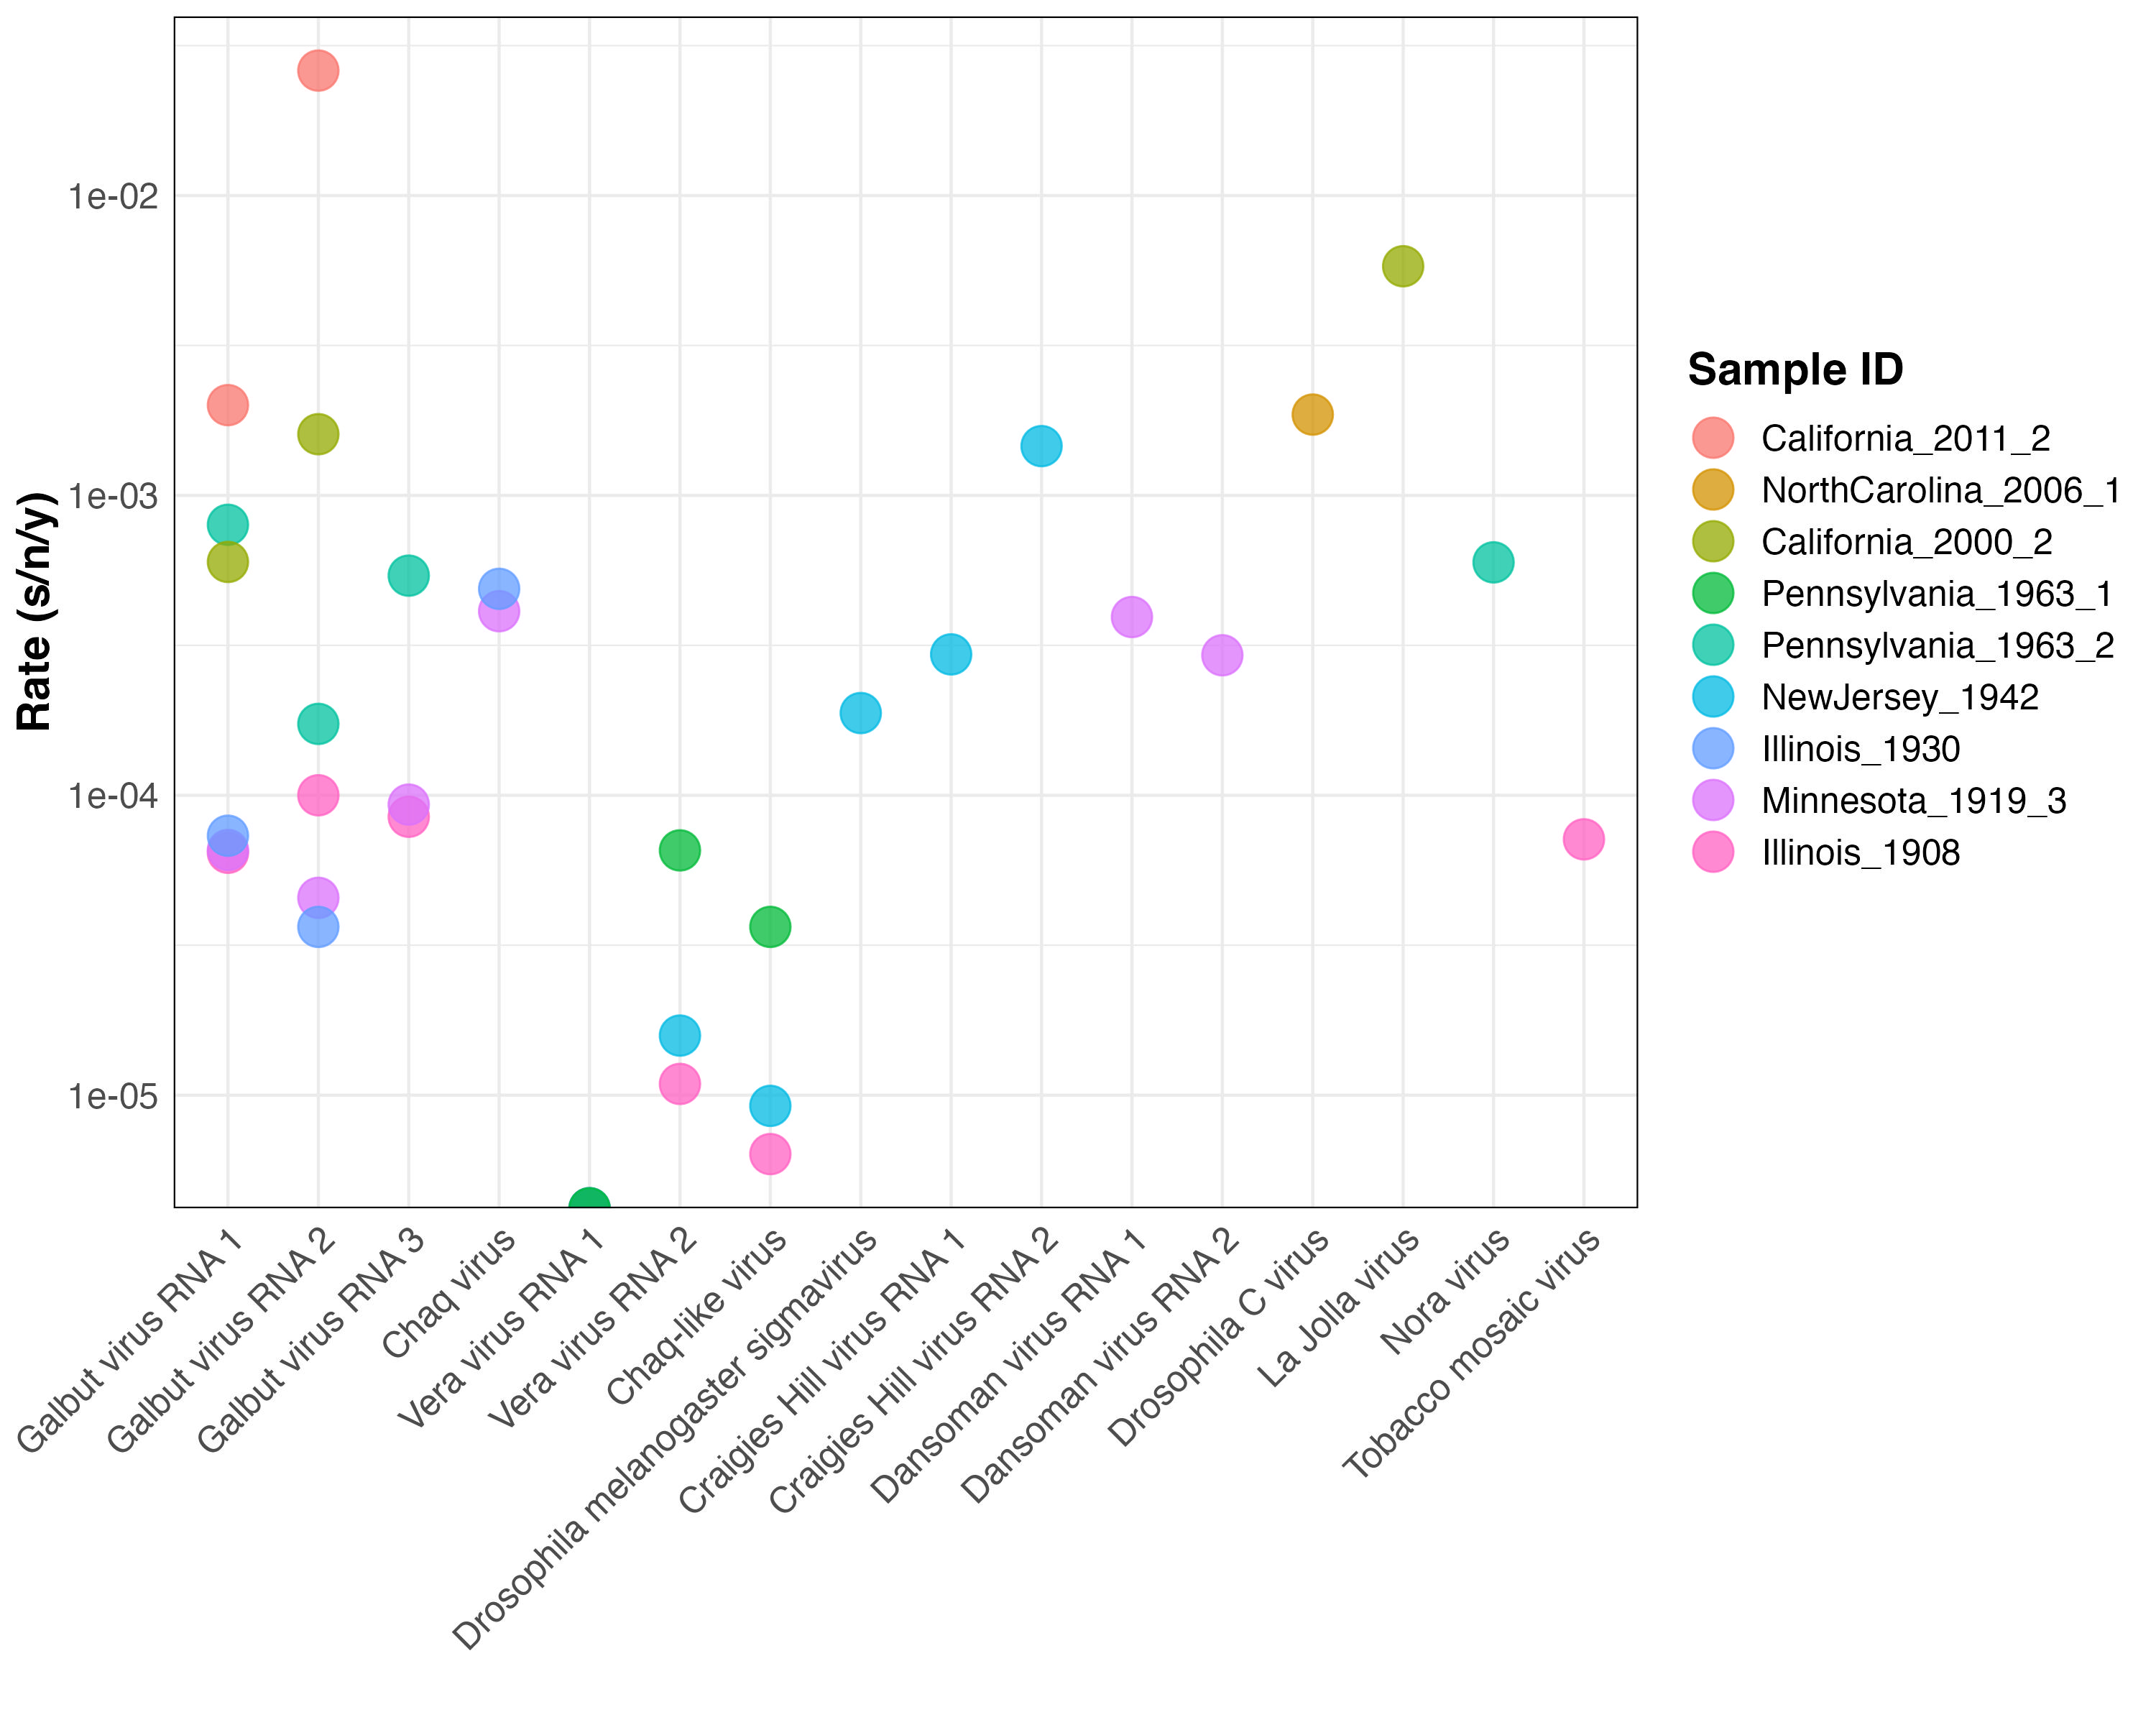 1e-02
1e-03
1e-04
1e-05
Rate (s/n/y)
Galbut virus RNA 1
Galbut virus RNA 2
Galbut virus RNA 3
Chaq virus
Vera virus RNA 1
Vera virus RNA 2
Chaq-like virus
Drosophila melanogaster sigmavirus
Craigies Hill virus RNA 1
Craigies Hill virus RNA 2
Dansoman virus RNA 1
Dansoman virus RNA 2
Drosophila C virus
La Jolla virus
Nora virus
Tobacco mosaic virus
Sample ID
California_2011_2
NorthCarolina_2006_1
California_2000_2
Pennsylvania_1963_1
Pennsylvania_1963_2
NewJersey_1942
Illinois_1930
Minnesota_1919_3
Illinois_1908